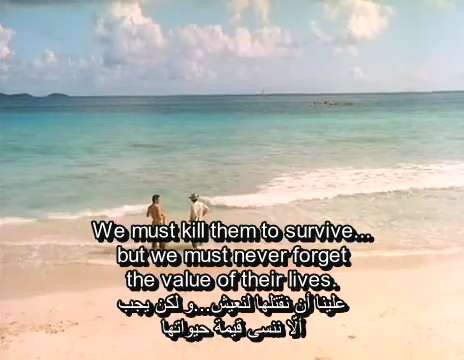 We must kill them to survive...
but we must never forget
the value of their lives.
علينا أن نقتلها لنعيش...و لكن يجب
ألّا ننسى قيمة حيواتها